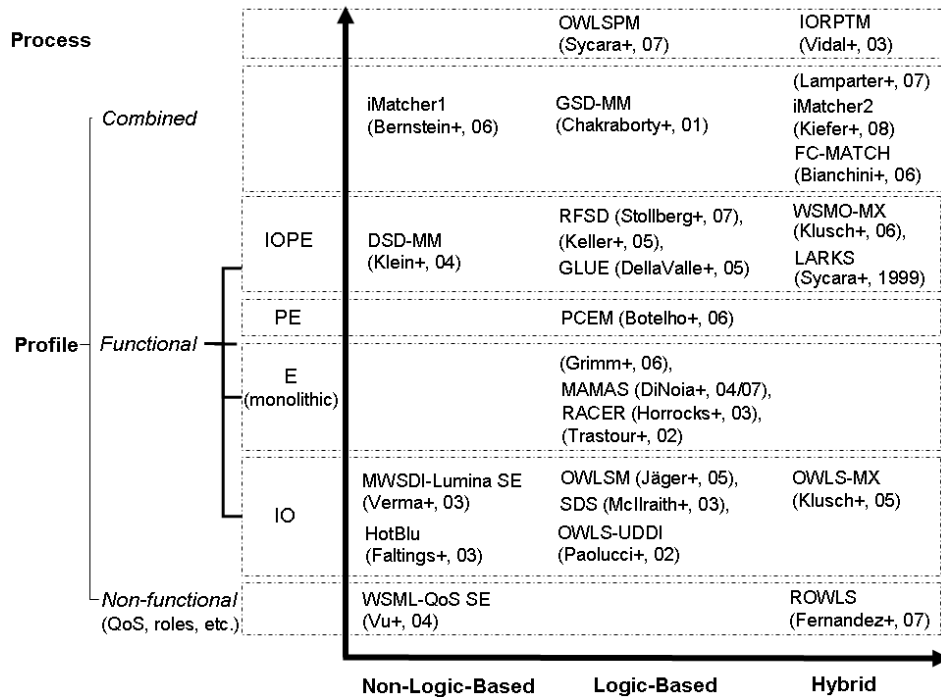 Process
OWLSPM
(Sycara+, 07)
IORPTM
(Vidal+, 03)
Combined
iMatcher1
(Bernstein+, 06)
GSD-MM
(Chakraborty+, 01)
(Lamparter+, 07)
iMatcher2
(Kiefer+, 08)
FC-MATCH
(Bianchini+, 06)
Profile
Functional
IOPE
DSD-MM
(Klein+, 04)
RFSD (Stollberg+, 07),
(Keller+, 05),
GLUE (DellaValle+, 05)
WSMO-MX
(Klusch+, 06),
LARKS
(Sycara+, 1999)
PE
PCEM (Botelho+, 06)
E
(monolithic)
(Grimm+, 06),
MAMAS (DiNoia+, 04/07),
RACER (Horrocks+, 03),
(Trastour+, 02)
IO
MWSDI-Lumina SE
(Verma+, 03)
HotBlu
(Faltings+, 03)
OWLSM (Jäger+, 05),
SDS (McIlraith+, 03),
OWLS-UDDI
(Paolucci+, 02)
OWLS-MX
(Klusch+, 05)
Non-functional
(QoS, roles, etc.)
WSML-QoS SE
(Vu+, 04)
ROWLS
(Fernandez+, 07)
Non-Logic-Based
Logic-Based
Hybrid